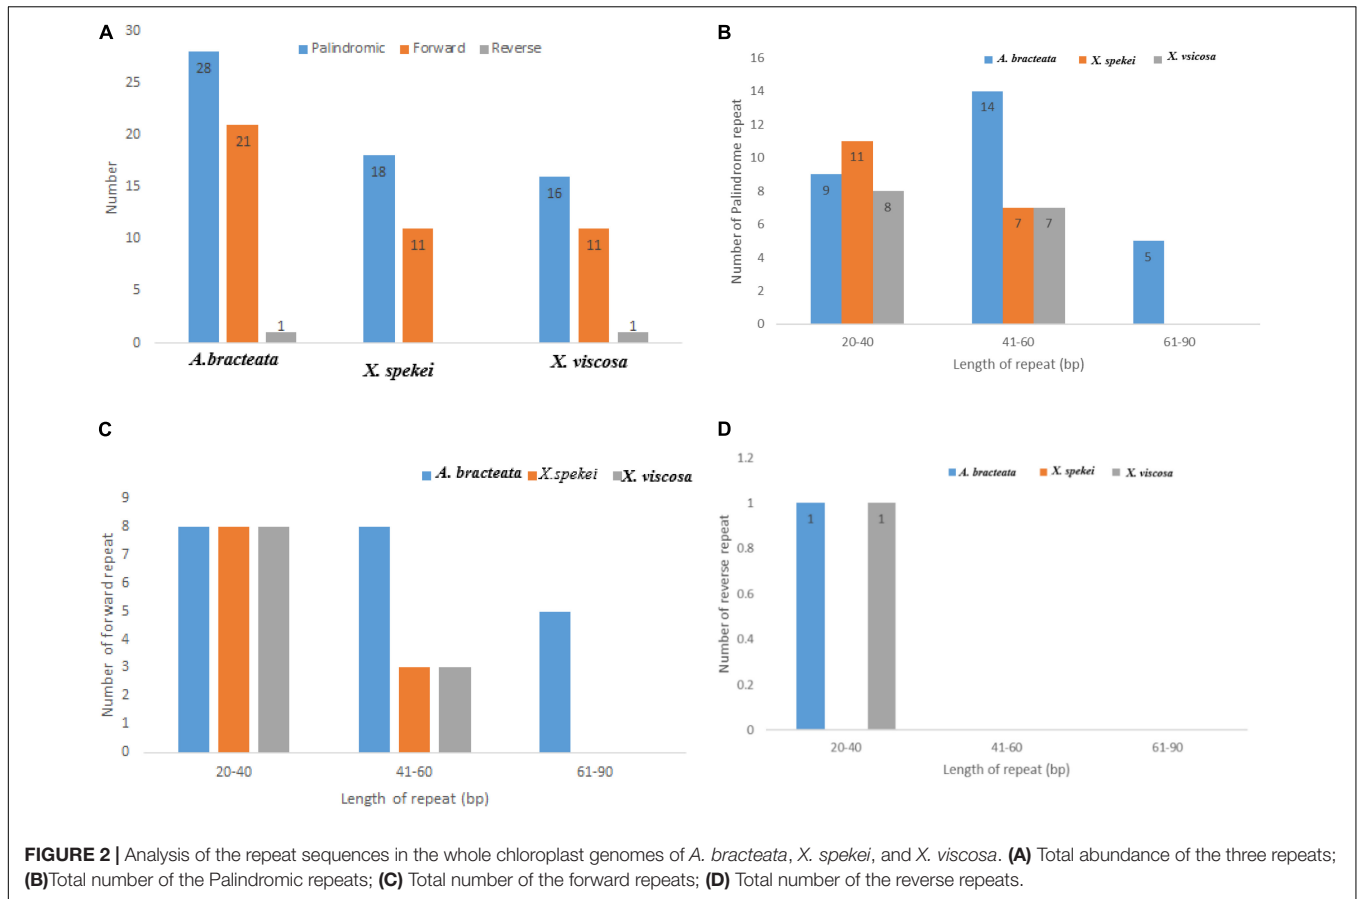 A
Palindromic Forward Reverse
Number
30
25
20
15
10
5
0
28
21
1
18
11
16
11
1
A.bracteata
X. spekei
X. viscosa
B
A. bracteata X. spekei X. vsicosa
Number of Palindrome repeat
16
14
12
10
8
6
4
2
0
9
11
8
14
7
7
5
20-40 41-60 61-90
Length of repeat (bp)
C
A. bracteata X.spekei X. viscosa
Number of forward repeat
9
8
7
6
5
4
3
2
1
0
20-40 41-60 61-90
Length of repeat (bp)
D
A. bracteata X. spekei X. viscosa
Number of reverse repeat
1.2
1
0.8
0.6
0.4
0.2
0
1
1
20-40 41-60 61-90
Length of repeat (bp)
FIGURE 2 | Analysis of the repeat sequences in the whole chloroplast genomes of A. bracteata, X. spekei, and X. viscosa. (A) Total abundance of the three repeats;
(B)Total number of the Palindromic repeats; (C) Total number of the forward repeats; (D) Total number of the reverse repeats.